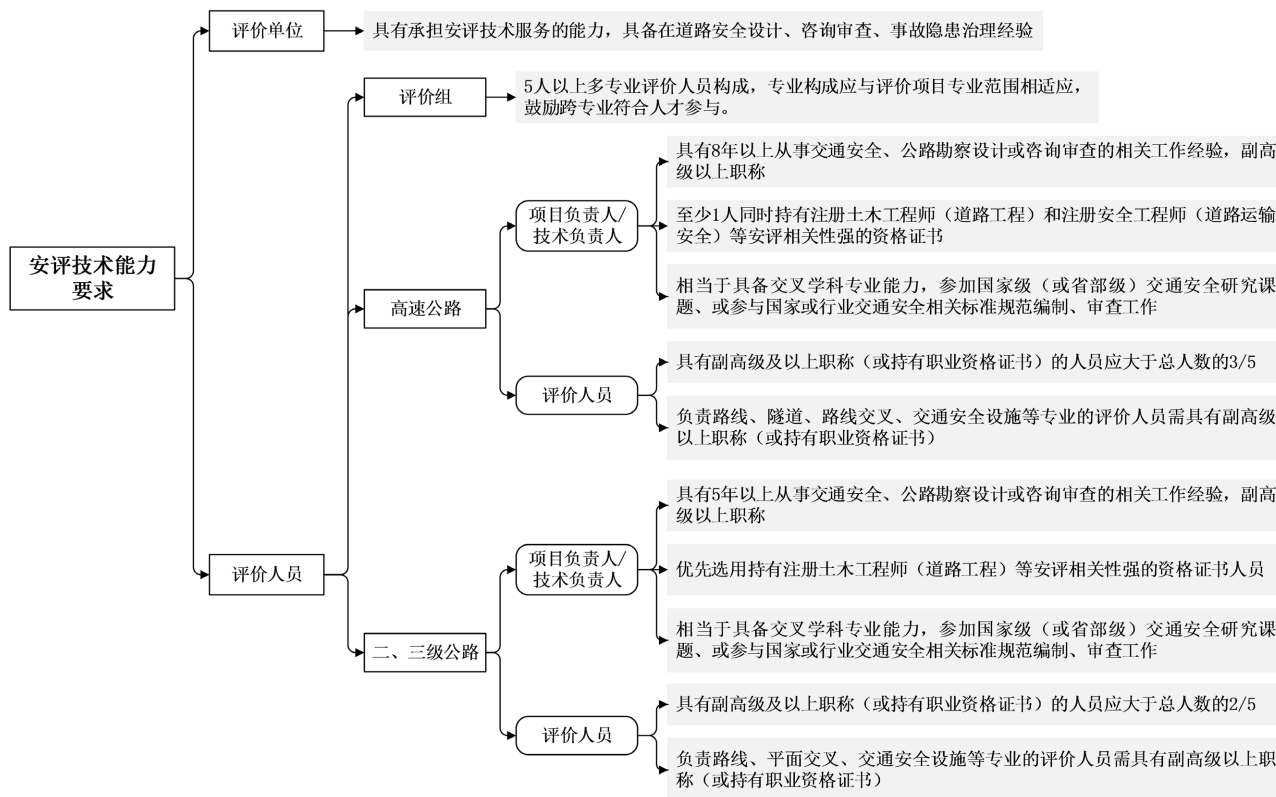 评价单位
具有承担安评技术服务的能力，具备在道路安全设计、咨询审查、事故隐患治理经验
评价组
5人以上多专业评价人员构成，专业构成应与评价项目专业范围相适应，
鼓励跨专业符合人才参与。
安评技术能力
要求
高速公路
项目负责人/
技术负责人
具有8年以上从事交通安全、公路勘察设计或咨询审查的相关工作经验，副高
级以上职称
至少1人同时持有注册土木工程师（道路工程）和注册安全工程师（道路运输
安全）等安评相关性强的资格证书
相当于具备交叉学科专业能力，参加国家级（或省部级）交通安全研究课
题、或参与国家或行业交通安全相关标准规范编制、审查工作
评价人员
具有副高级及以上职称（或持有职业资格证书）的人员应大于总人数的3/5
负责路线、隧道、路线交叉、交通安全设施等专业的评价人员需具有副高级
以上职称（或持有职业资格证书）
评价人员
二、三级公路
项目负责人/
技术负责人
具有5年以上从事交通安全、公路勘察设计或咨询审查的相关工作经验，副高
级以上职称
优先选用持有注册土木工程师（道路工程）等安评相关性强的资格证书人员
相当于具备交叉学科专业能力，参加国家级（或省部级）交通安全研究课
题、或参与国家或行业交通安全相关标准规范编制、审查工作
评价人员
具有副高级及以上职称（或持有职业资格证书）的人员应大于总人数的2/5
负责路线、平面交叉、交通安全设施等专业的评价人员需具有副高级以上职
称（或持有职业资格证书）